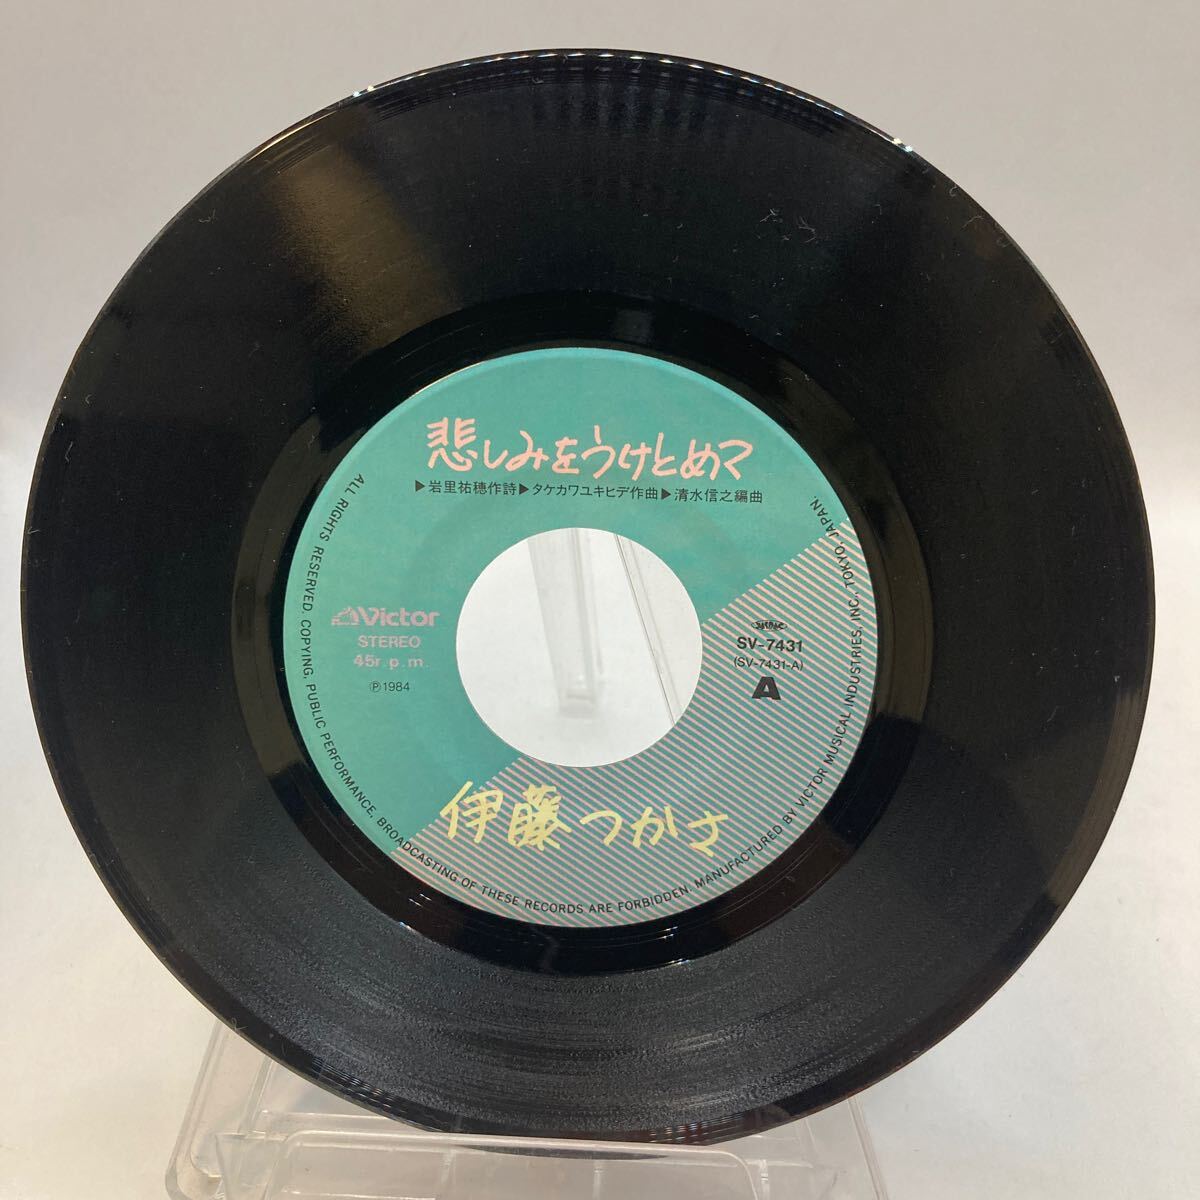 悲しみをうけとめて
▶岩里祐穂作詩▶タケカワユキヒデ作曲▶清水信之編曲
Victor
STEREO
45r.p.m.
Ⓟ1984
JASRAC
SV-7431
(SV-7431-A)
A
伊藤つかさ
ALL RIGHTS RESERVED. COPYING, PUBLIC PERFORMANCE, BROADCASTING OF THESE RECORDS ARE FORBIDDEN. MANUFACTURED BY VICTOR MUSICAL INDUSTRIES, INC. TOKYO, JAPAN.